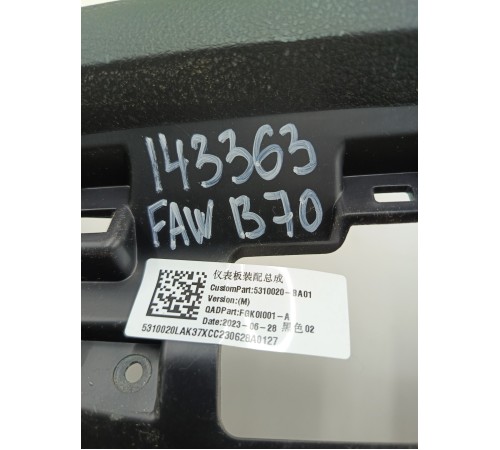 143363
FAW B70
仪表板装配总成
CustomPart:5310020-BA01
Version:(M)
QADPart:FGK0I001-A
Date:2023-06-28 黑色02
5310020LAK37XCC230628A0127